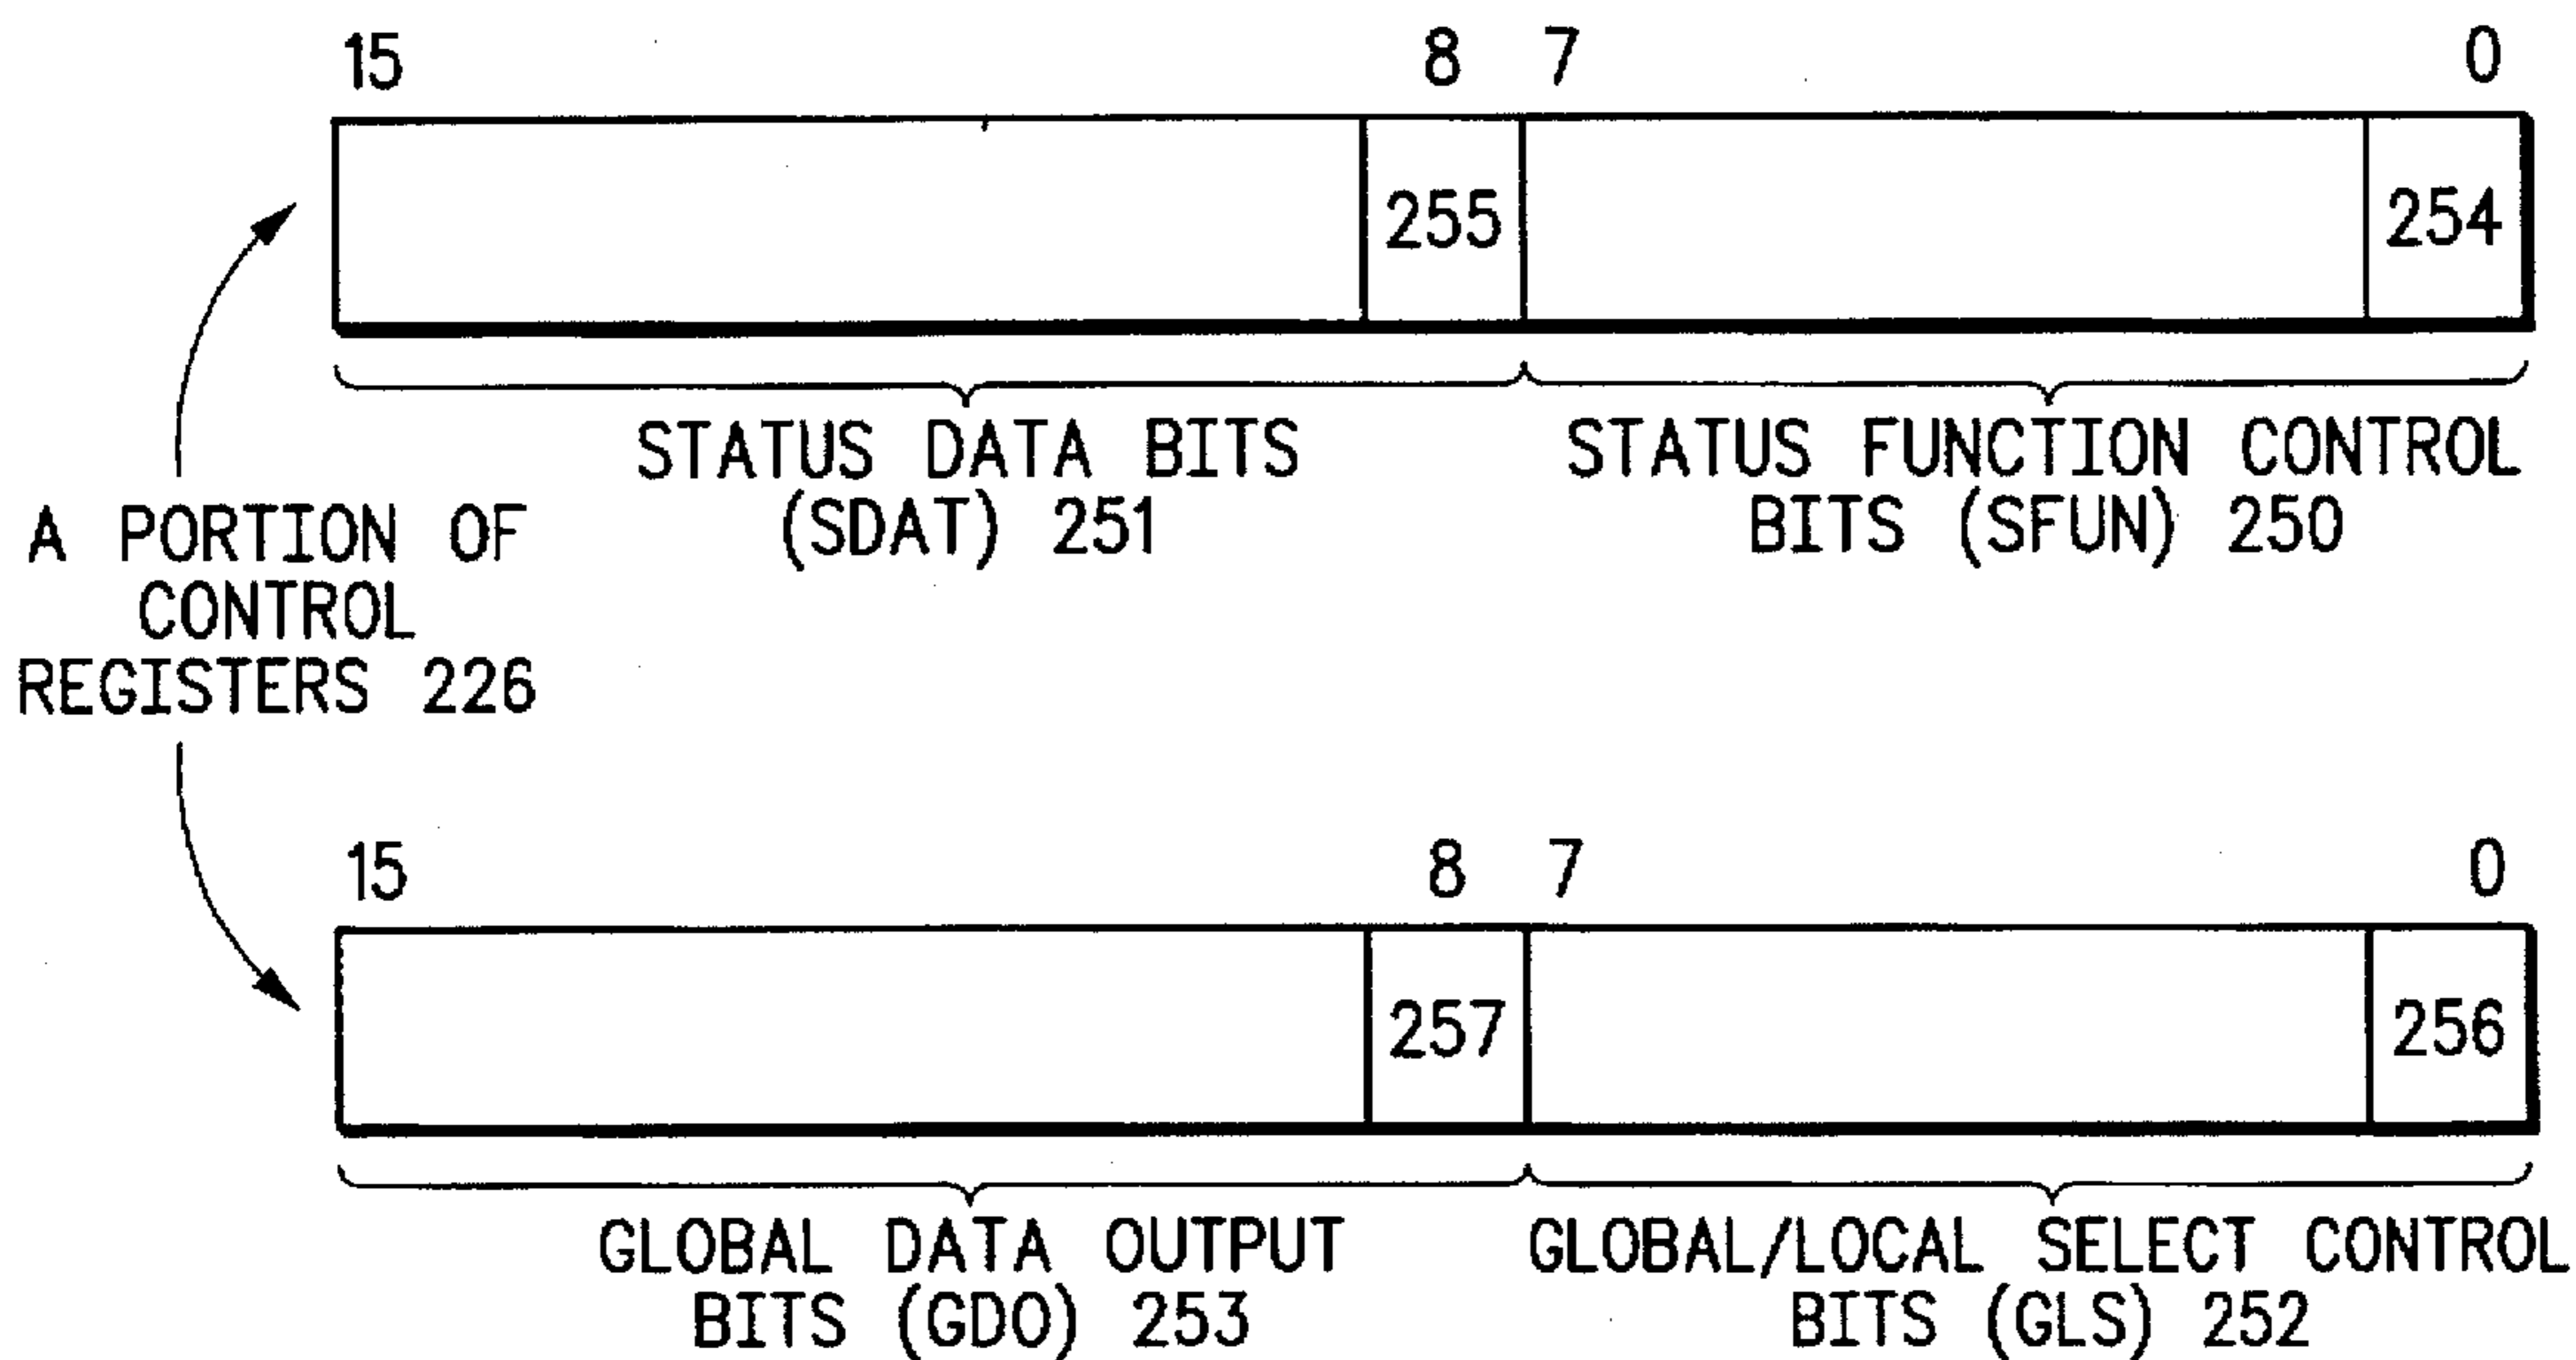 15 8 7 0
255 254
STATUS DATA BITS
(SDAT) 251
STATUS FUNCTION CONTROL
BITS (SFUN) 250
A PORTION OF
CONTROL
REGISTERS 226
15 8 7 0
257 256
GLOBAL DATA OUTPUT
BITS (GDO) 253
GLOBAL/LOCAL SELECT CONTROL
BITS (GLS) 252